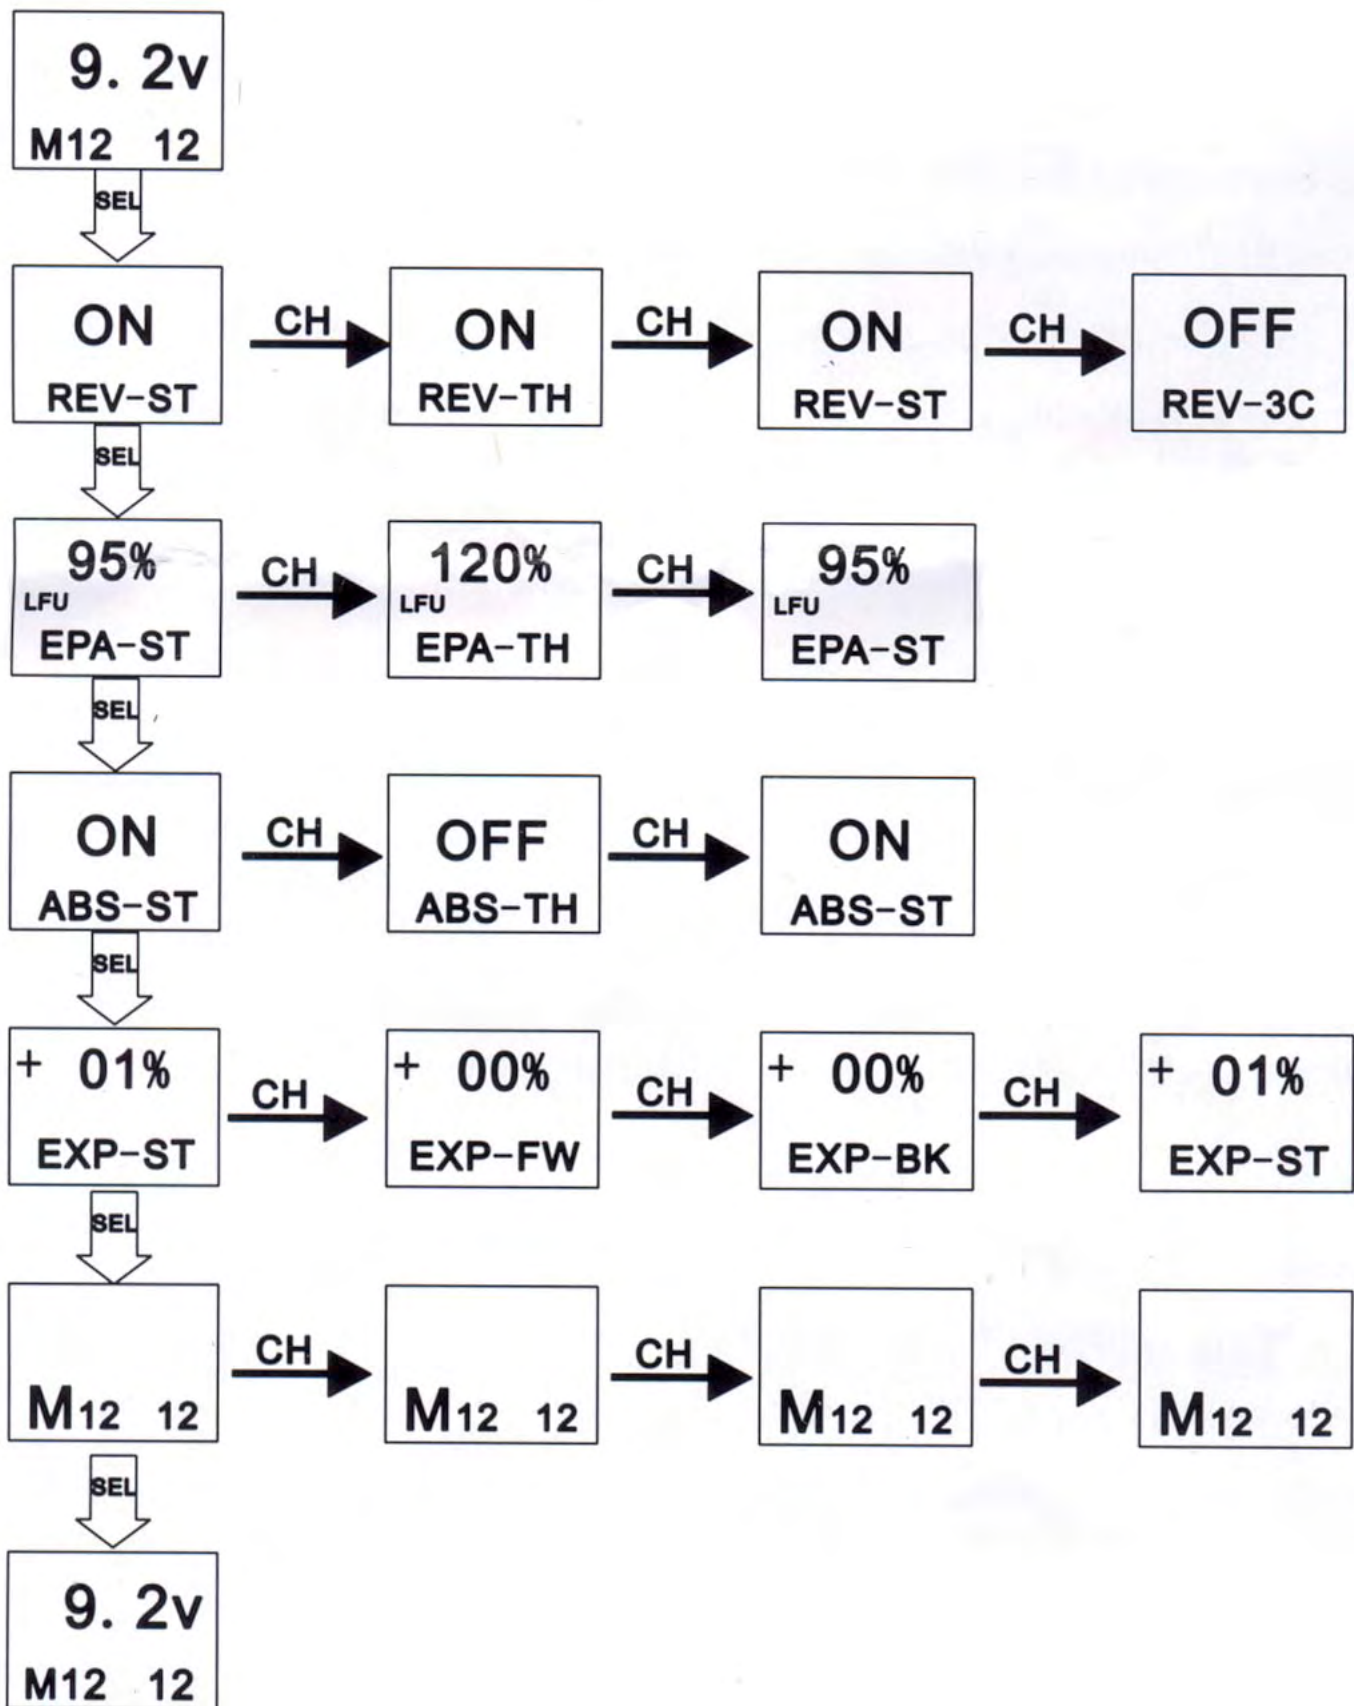 9. 2v
M12 12
SEL
ON
REV-ST
CH
ON
REV-TH
CH
ON
REV-ST
CH
OFF
REV-3C
SEL
95%
LFU
EPA-ST
CH
120%
LFU
EPA-TH
CH
95%
LFU
EPA-ST
SEL
ON
ABS-ST
CH
OFF
ABS-TH
CH
ON
ABS-ST
SEL
+ 01%
EXP-ST
CH
+ 00%
EXP-FW
CH
+ 00%
EXP-BK
CH
+ 01%
EXP-ST
SEL
M12 12
CH
M12 12
CH
M12 12
CH
M12 12
SEL
9. 2v
M12 12